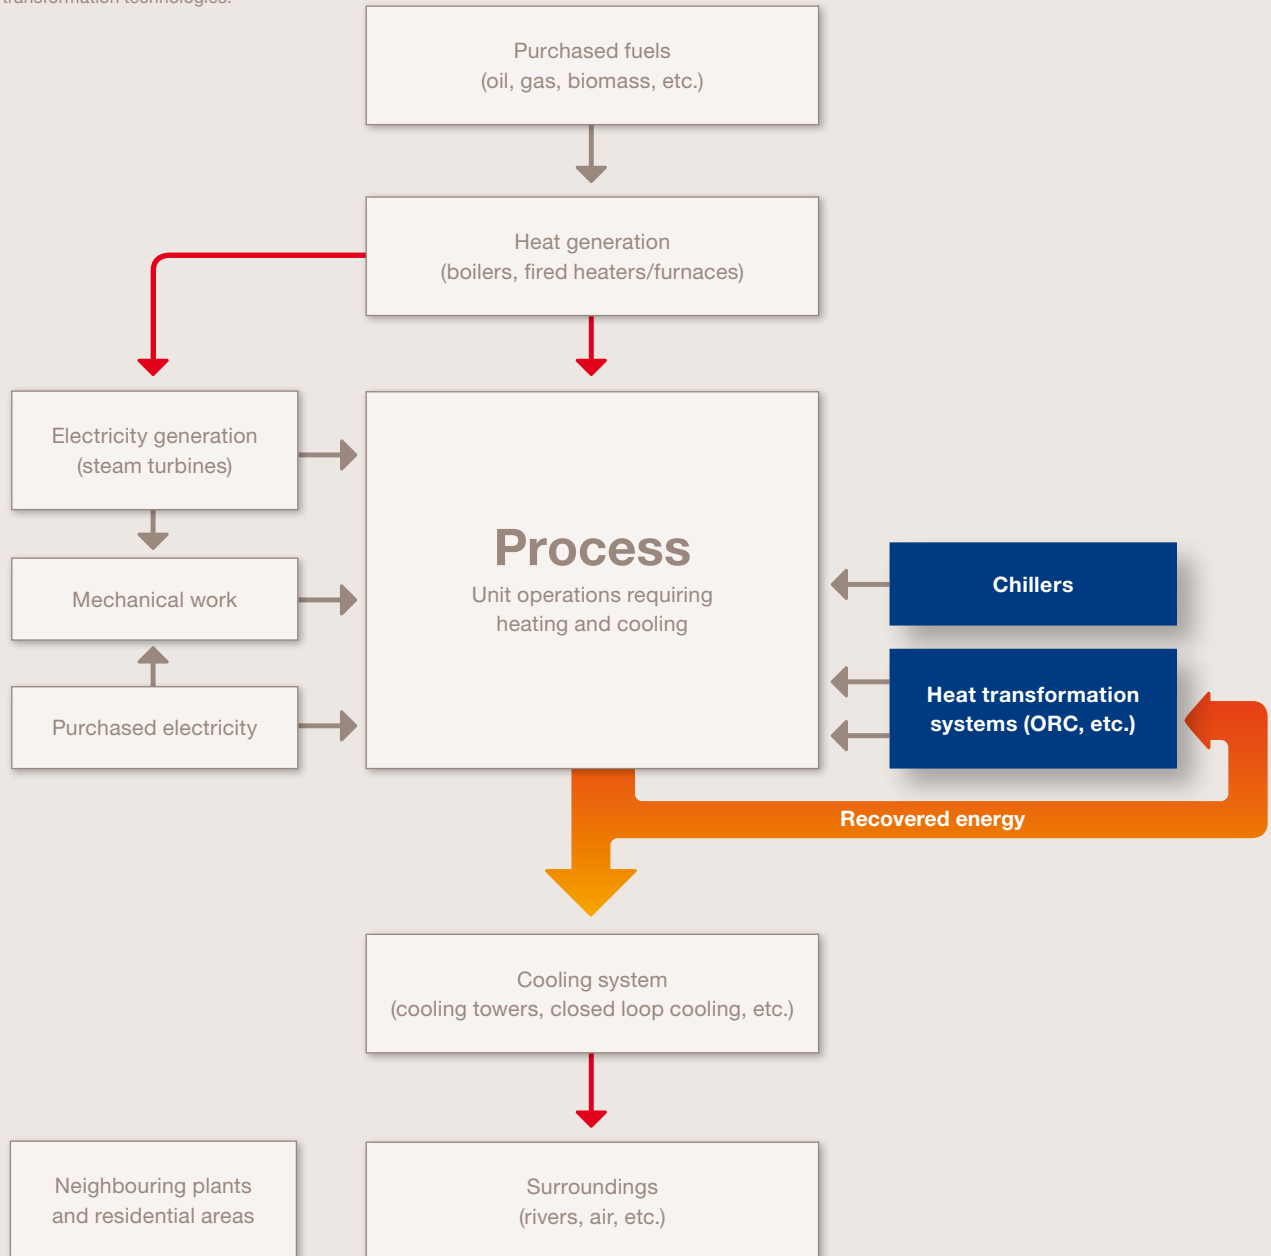 transformation technologies.
Purchased fuels
(oil, gas, biomass, etc.)
Heat generation
(boilers, fired heaters/furnaces)
Electricity generation
(steam turbines)
Process
Unit operations requiring
heating and cooling
Mechanical work
Chillers
Purchased electricity
Heat transformation
systems (ORC, etc.)
Recovered energy
Cooling system
(cooling towers, closed loop cooling, etc.)
Neighbouring plants
and residential areas
Surroundings
(rivers, air, etc.)